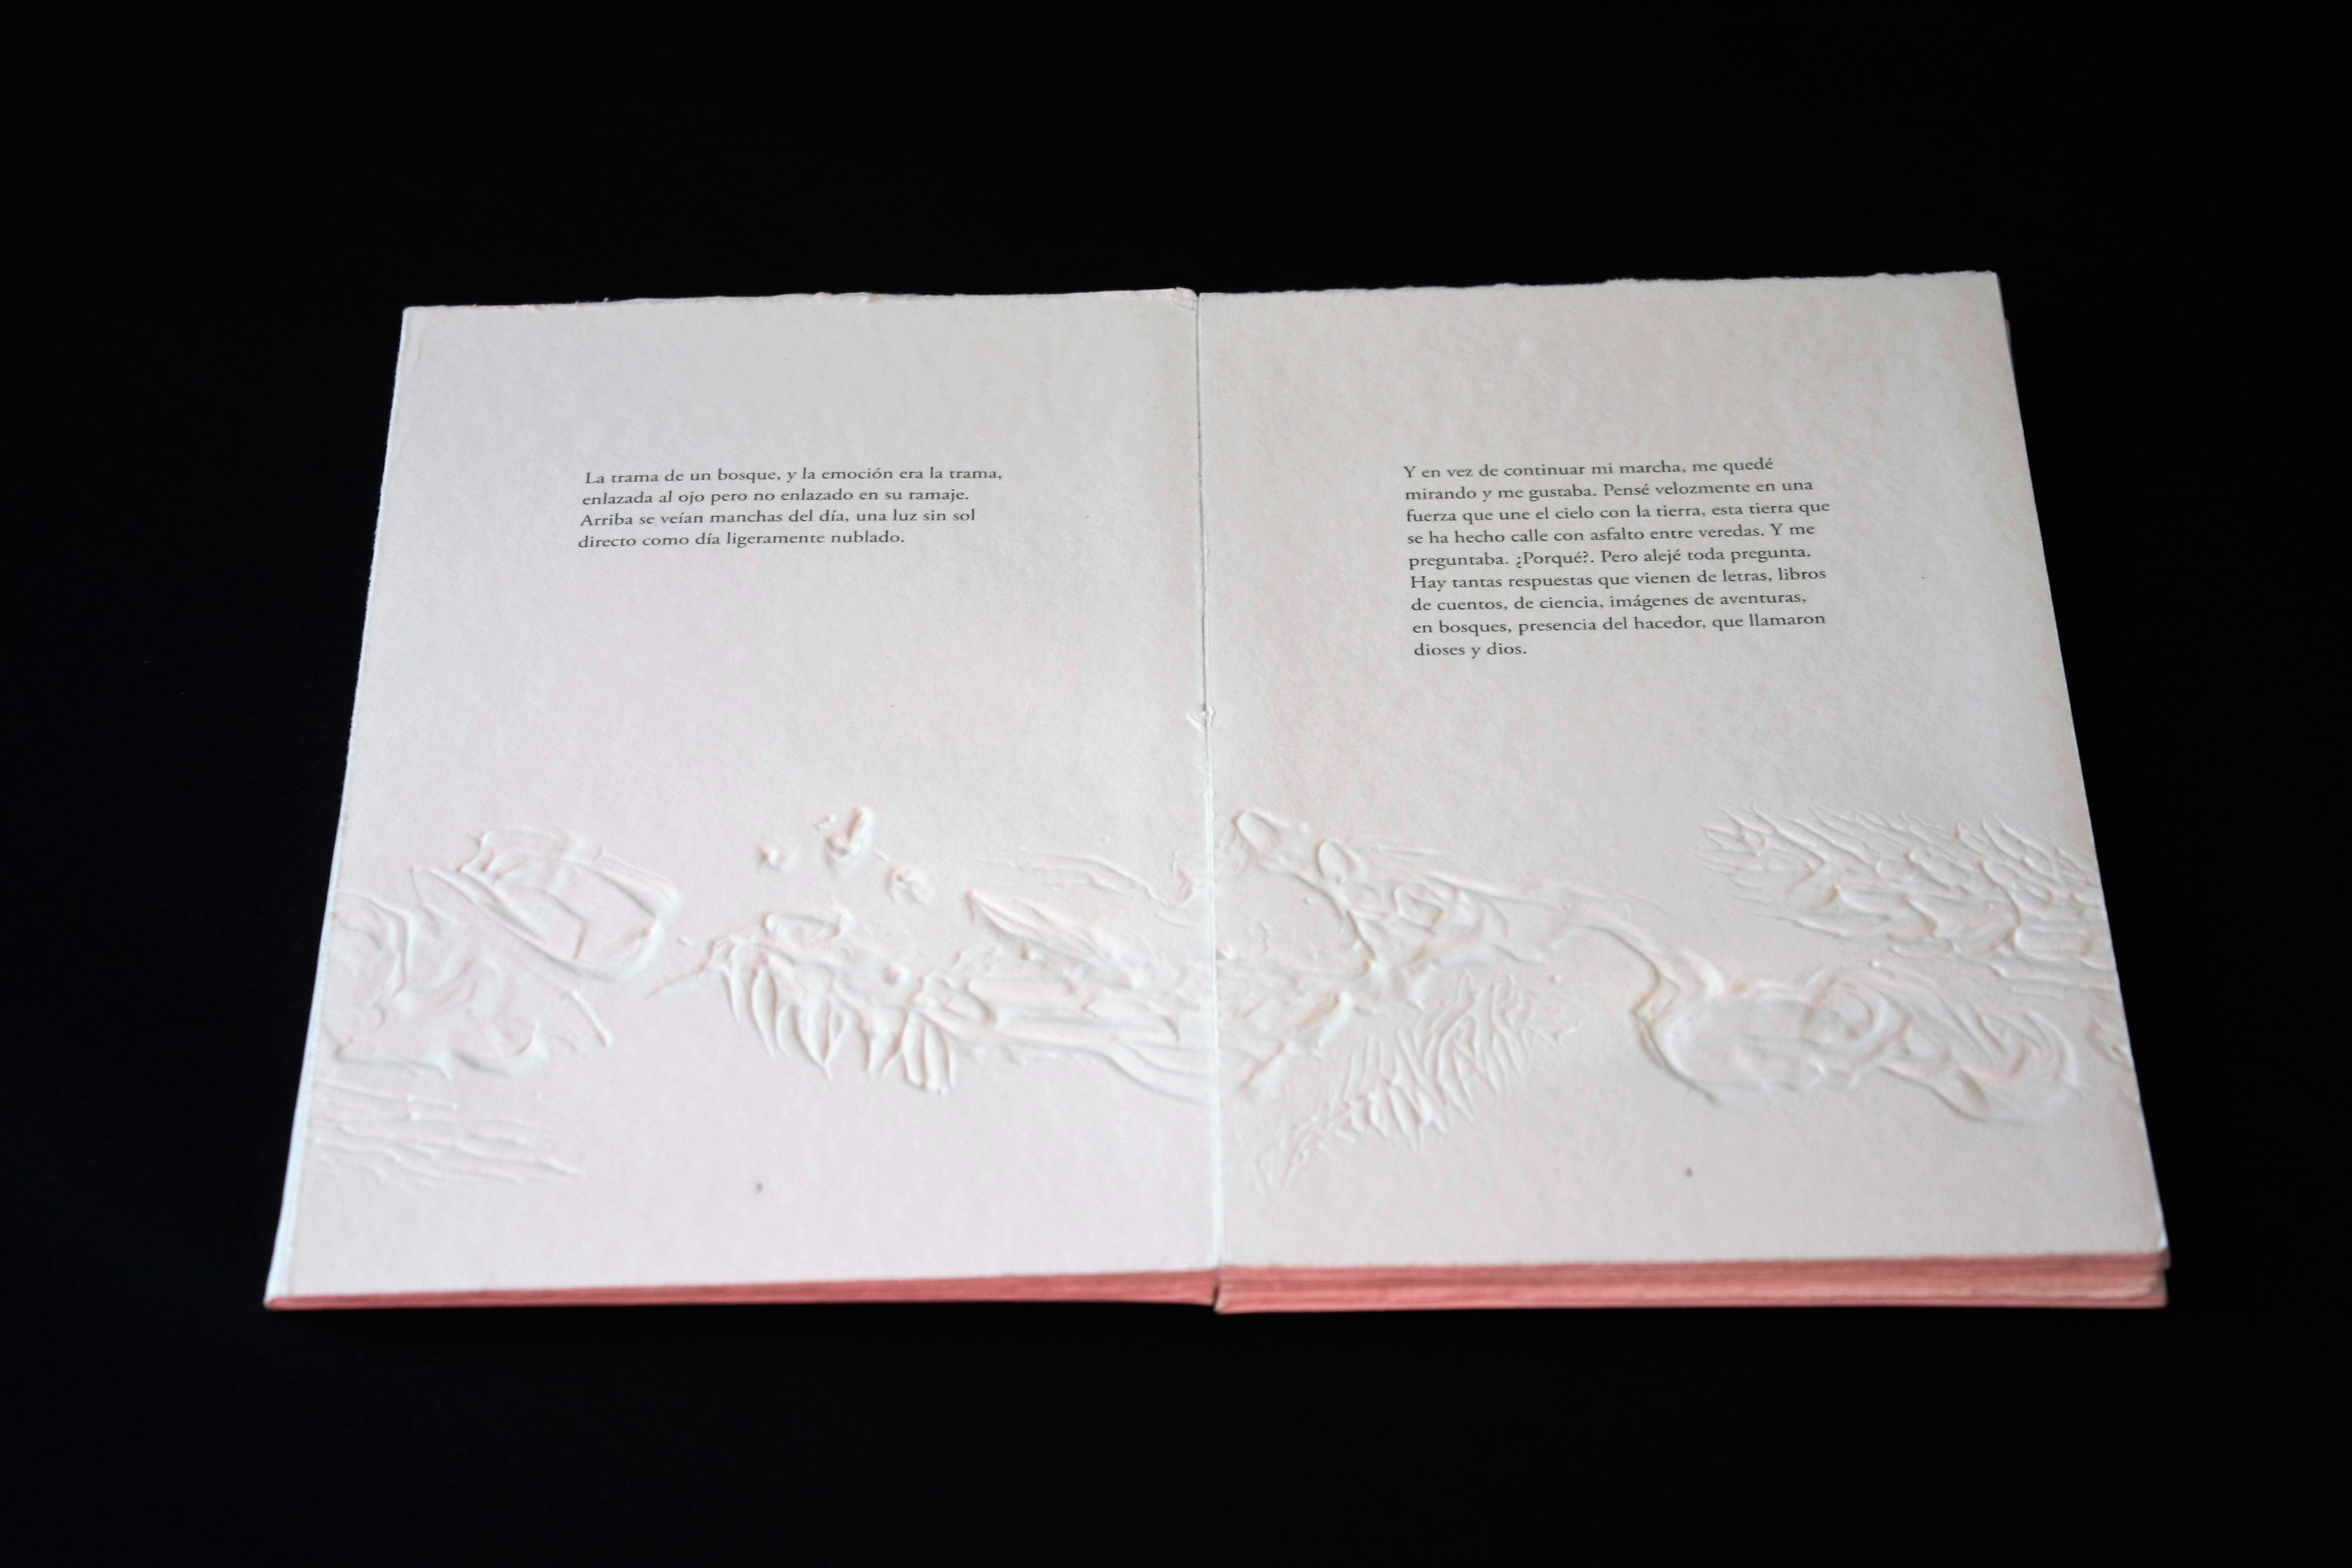 La trama de un bosque, y la emoción era la trama,
enlazada al ojo pero no enlazado en su ramaje.
Arriba se veían manchas del día, una luz sin sol
directo como día ligeramente nublado.
Y en vez de continuar mi marcha, me quedé
mirando y me gustaba. Pensé velozmente en una
fuerza que une el cielo con la tierra, esta tierra que
se ha hecho calle con asfalto entre veredas. Y me
preguntaba. ¿Porqué?. Pero alejé toda pregunta.
Hay tantas respuestas que vienen de letras, libros
de cuentos, de ciencia, imágenes de aventuras,
en bosques, presencia del hacedor, que llamaron
dioses y dios.